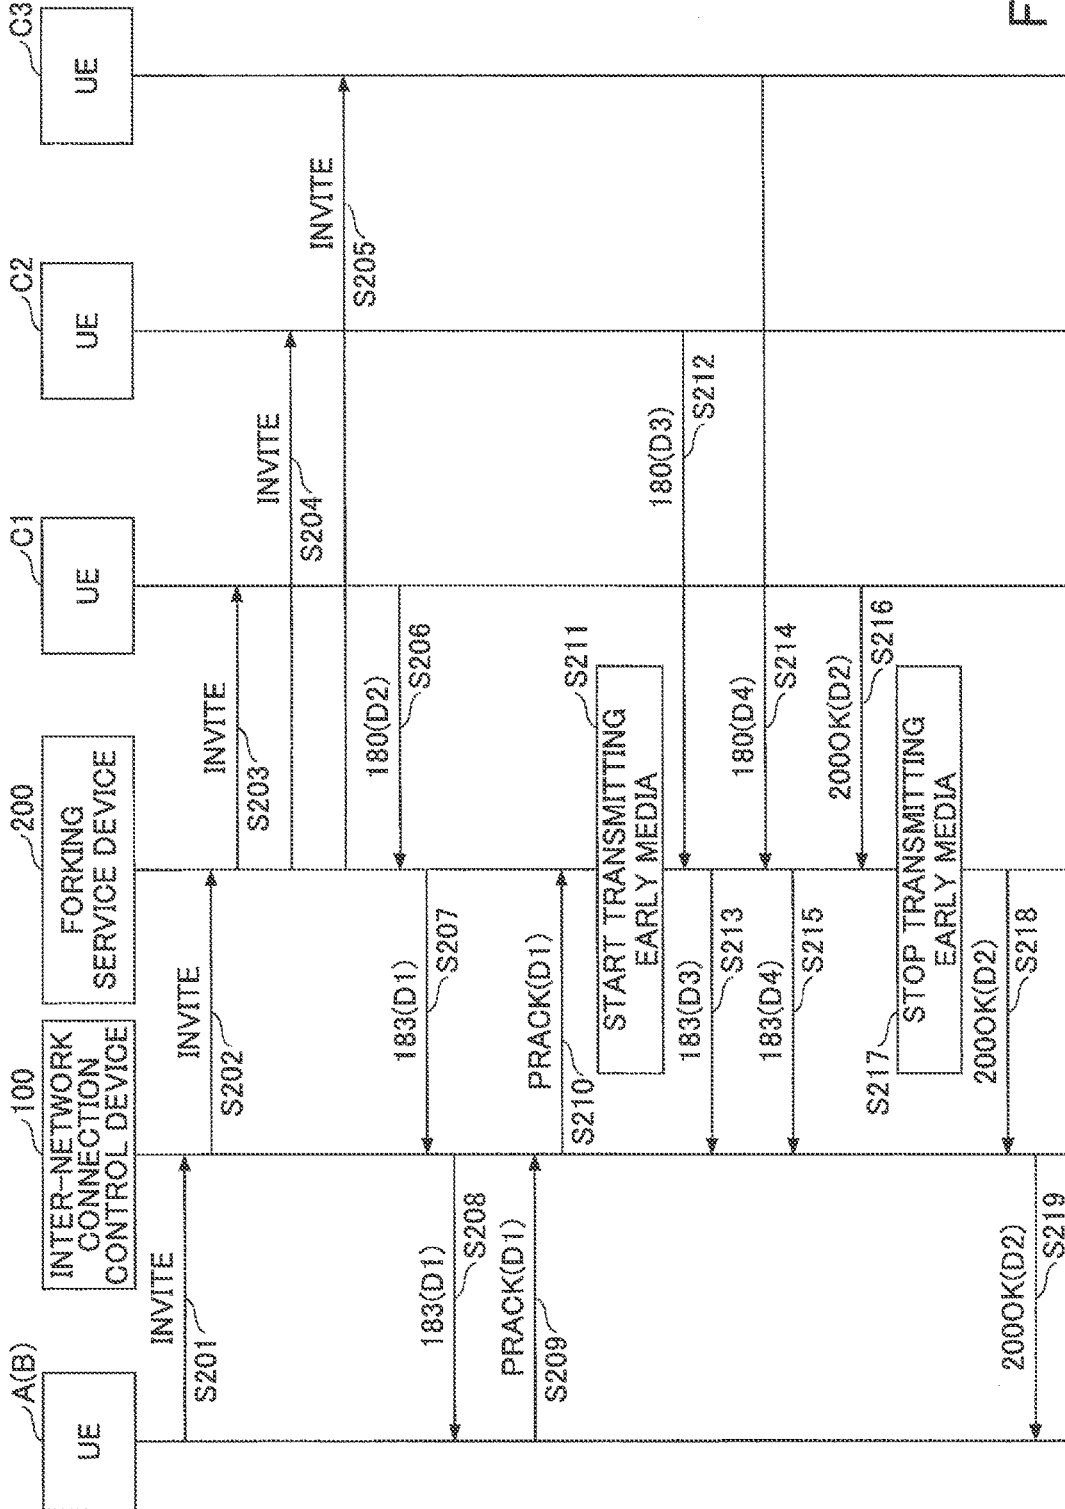 A(B)
UE
100
INTER-NETWORK
CONNECTION
CONTROL DEVICE
200
FORKING
SERVICE DEVICE
C1
UE
C2
UE
C3
UE
INVITE
S201
INVITE
S202
INVITE
S203
INVITE
S204
INVITE
S205
180(D2)
S206
183(D1)
S207
183(D1)
S208
PRACK(D1)
S209
PRACK(D1)
S210
S211
START TRANSMITTING
EARLY MEDIA
180(D3)
S212
183(D3)
S213
180(D4)
S214
183(D4)
S215
200OK(D2)
S216
S217
STOP TRANSMITTING
EARLY MEDIA
200OK(D2)
S218
200OK(D2)
S219
F